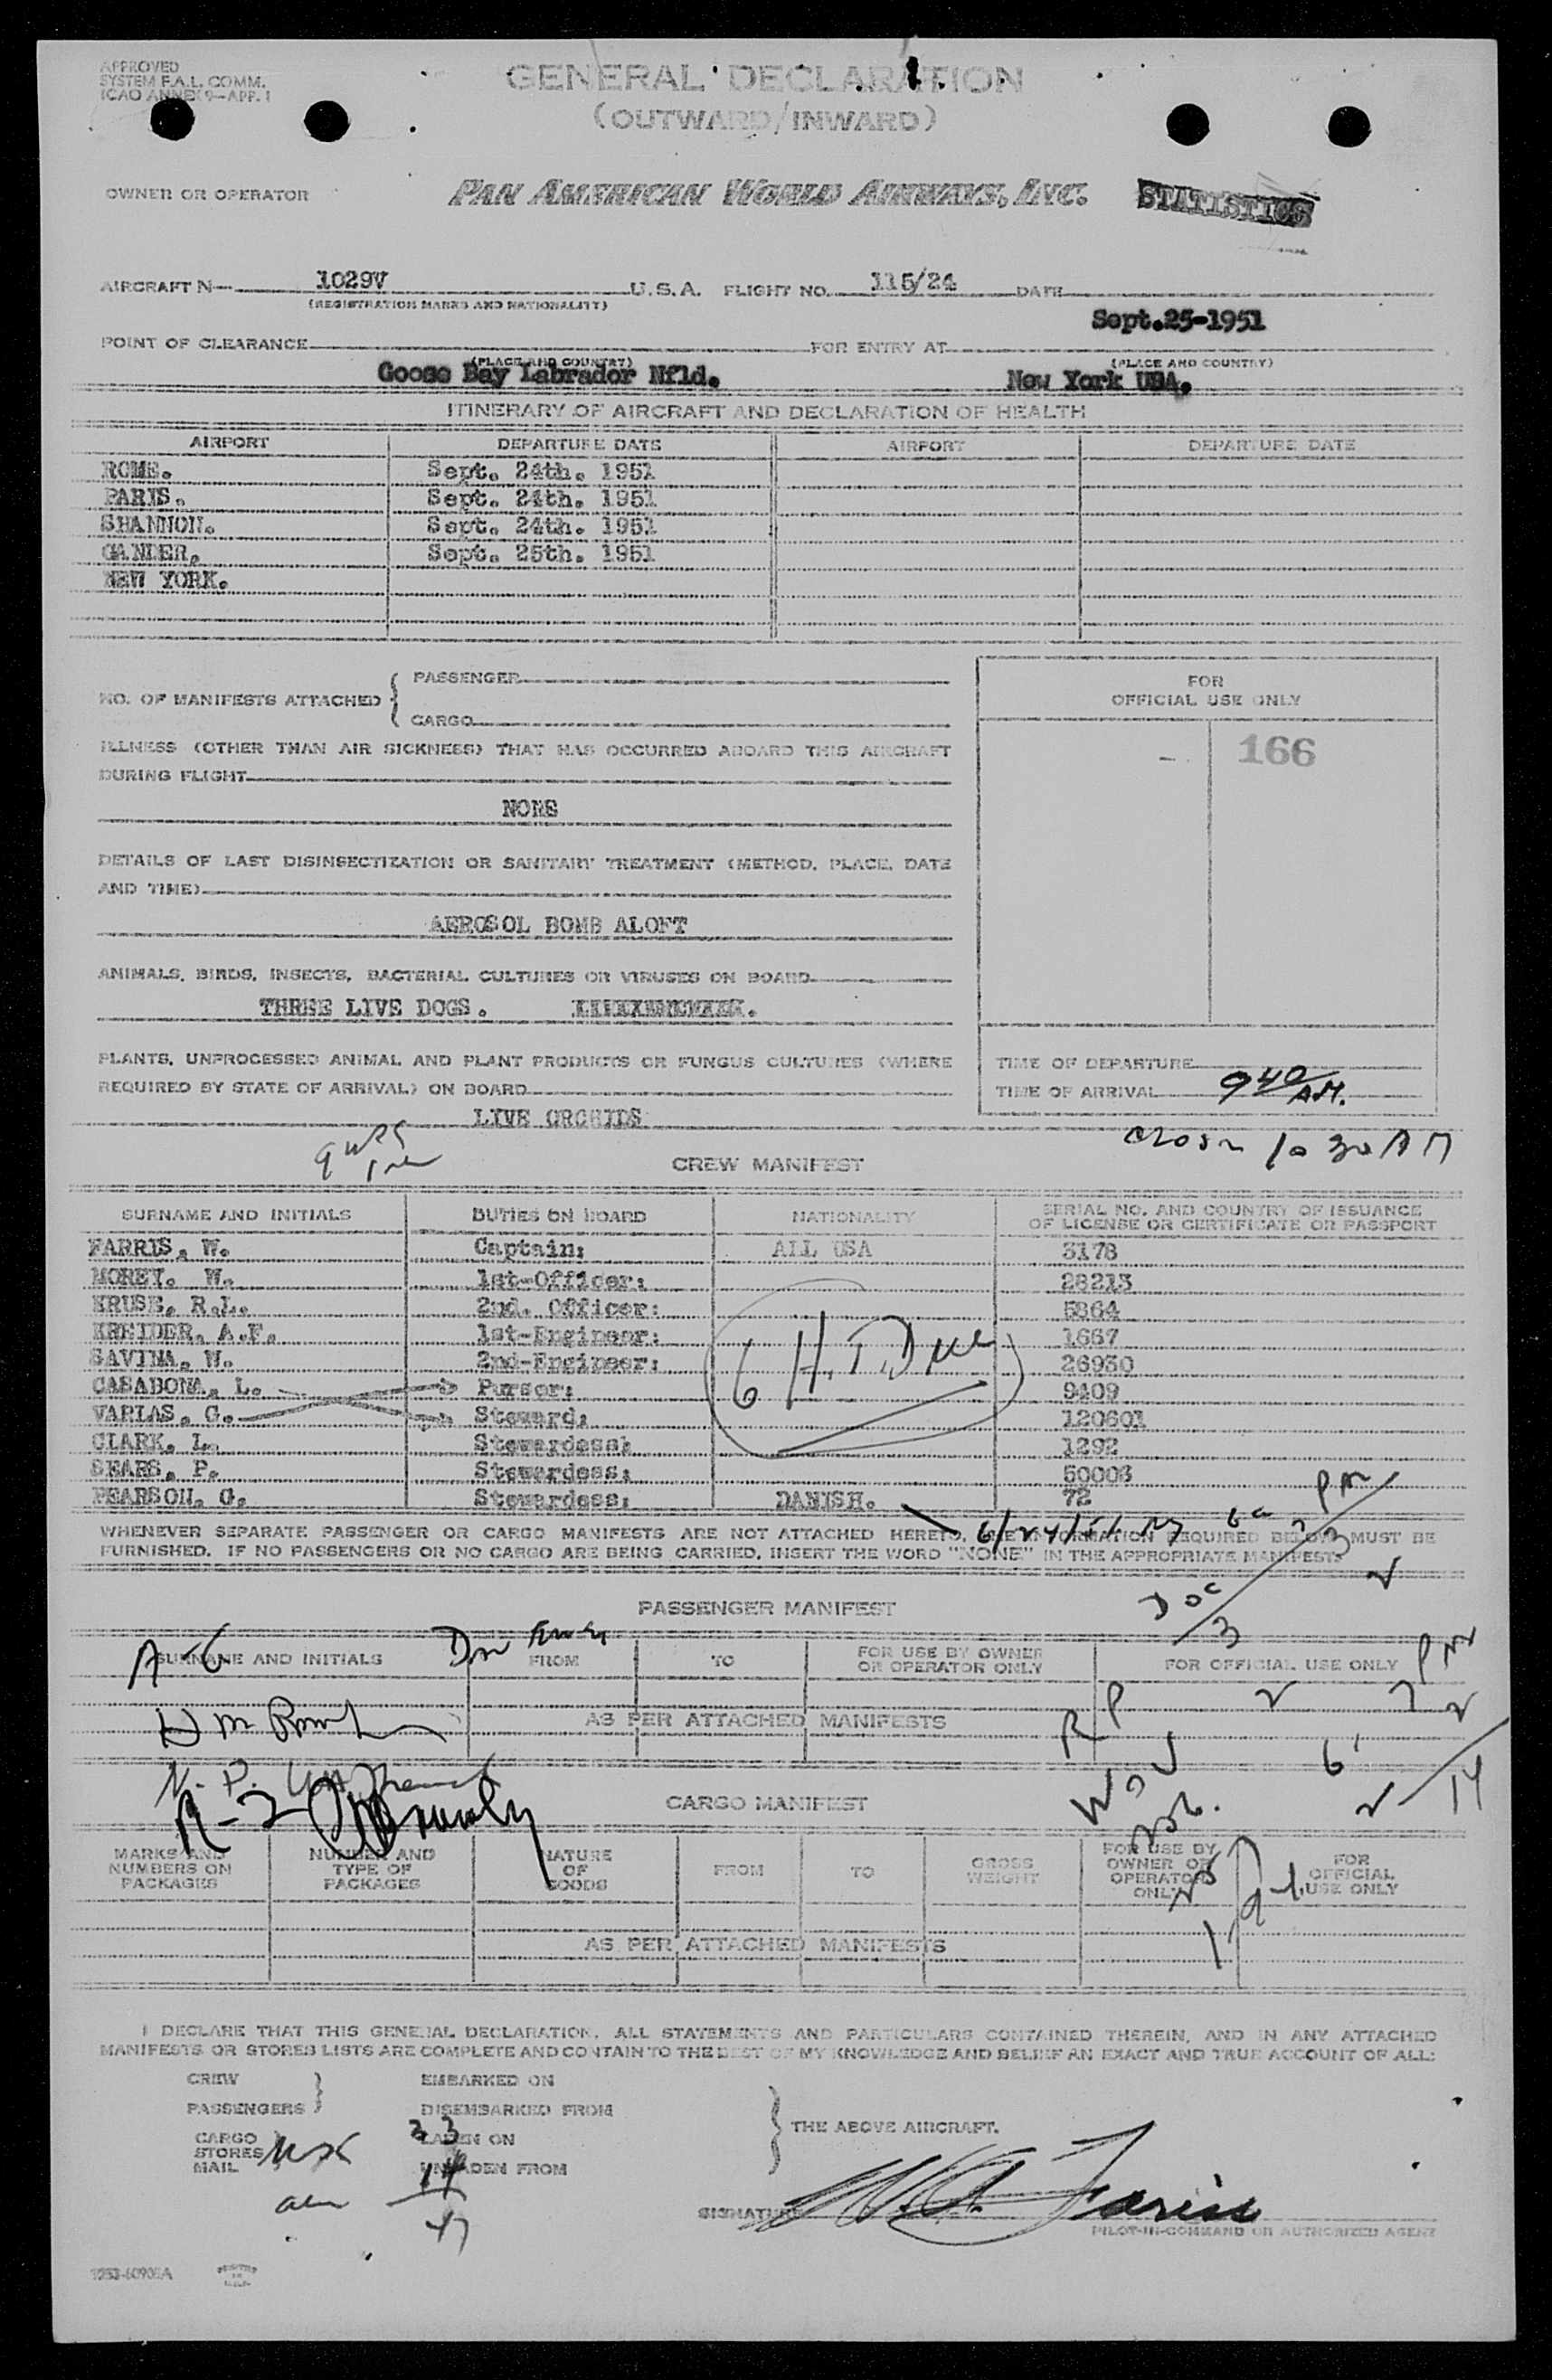 APPROVED
SYSTEM F.A.L. COMM.
ICAO ANNEX 9—APP. 1
GENERAL DECLARATION
(OUTWARD/INWARD)
OWNER OR OPERATOR
PAN AMERICAN WORLD AIRWAYS, INC.
STATISTICS
AIRCRAFT N— 1029V U.S.A. FLIGHT NO. 115/24 DATE
(REGISTRATION MARKS AND NATIONALITY)
Sept.25-1951
POINT OF CLEARANCE FOR ENTRY AT
(PLACE AND COUNTRY) (PLACE AND COUNTRY)
Goose Bay Labrador Nfld. New York USA.
ITINERARY OF AIRCRAFT AND DECLARATION OF HEALTH
AIRPORT DEPARTURE DATE AIRPORT DEPARTURE DATE
ROME. Sept. 24th. 1951
PARIS. Sept. 24th. 1951
SHANNON. Sept. 24th. 1951
GANDER. Sept. 25th. 1951
NEW YORK.
NO. OF MANIFESTS ATTACHED { PASSENGER
CARGO
FOR
OFFICIAL USE ONLY
166
ILLNESS (OTHER THAN AIR SICKNESS) THAT HAS OCCURRED ABOARD THIS AIRCRAFT
DURING FLIGHT
NONE
DETAILS OF LAST DISINSECTIZATION OR SANITARY TREATMENT (METHOD, PLACE, DATE
AND TIME)
AEROSOL BOMB ALOFT
ANIMALS, BIRDS, INSECTS, BACTERIAL CULTURES OR VIRUSES ON BOARD
THREE LIVE DOGS.
PLANTS, UNPROCESSED ANIMAL AND PLANT PRODUCTS OR FUNGUS CULTURES (WHERE
REQUIRED BY STATE OF ARRIVAL) ON BOARD
LIVE ORCHIDS
TIME OF DEPARTURE
TIME OF ARRIVAL 9 40 A.M.
10 30 AM
CREW MANIFEST
SURNAME AND INITIALS DUTIES ON BOARD NATIONALITY SERIAL NO. AND COUNTRY OF ISSUANCE
OF LICENSE OR CERTIFICATE OR PASSPORT
FARRIS, W. Captain: ALL USA 3178
MOREY. W. 1st-Officer: 28213
KRUSE, R.L. 2nd. Officer: 5864
KREIDER, A.F. 1st-Engineer: 1667
SAVINA, W. 2nd-Engineer: 26930
CASABONA, L. Purser: 9409
VARLAS, G. Steward: 120601
CLARK, L. Stewardess: 1292
SEARS, P. Stewardess: 50003
PEARSON, G. Stewardess: DANISH. 72
WHENEVER SEPARATE PASSENGER OR CARGO MANIFESTS ARE NOT ATTACHED HERETO, THE INFORMATION REQUIRED BELOW MUST BE
FURNISHED. IF NO PASSENGERS OR NO CARGO ARE BEING CARRIED, INSERT THE WORD "NONE" IN THE APPROPRIATE MANIFEST.
PASSENGER MANIFEST
SURNAME AND INITIALS FROM TO FOR USE BY OWNER
OR OPERATOR ONLY FOR OFFICIAL USE ONLY
AS PER ATTACHED MANIFESTS
CARGO MANIFEST
MARKS AND
NUMBERS ON
PACKAGES NUMBER AND
TYPE OF
PACKAGES NATURE
OF
GOODS FROM TO GROSS
WEIGHT FOR USE BY
OWNER OR
OPERATOR
ONLY FOR
OFFICIAL
USE ONLY
AS PER ATTACHED MANIFESTS
I DECLARE THAT THIS GENERAL DECLARATION, ALL STATEMENTS AND PARTICULARS CONTAINED THEREIN, AND IN ANY ATTACHED
MANIFESTS OR STORES LISTS ARE COMPLETE AND CONTAIN TO THE BEST OF MY KNOWLEDGE AND BELIEF AN EXACT AND TRUE ACCOUNT OF ALL:
CREW EMBARKED ON
PASSENGERS } DISEMBARKED FROM
THE ABOVE AIRCRAFT.
CARGO
STORES
MAIL
LADEN ON
UNLADEN FROM
SIGNATURE
PILOT-IN-COMMAND OR AUTHORIZED AGENT